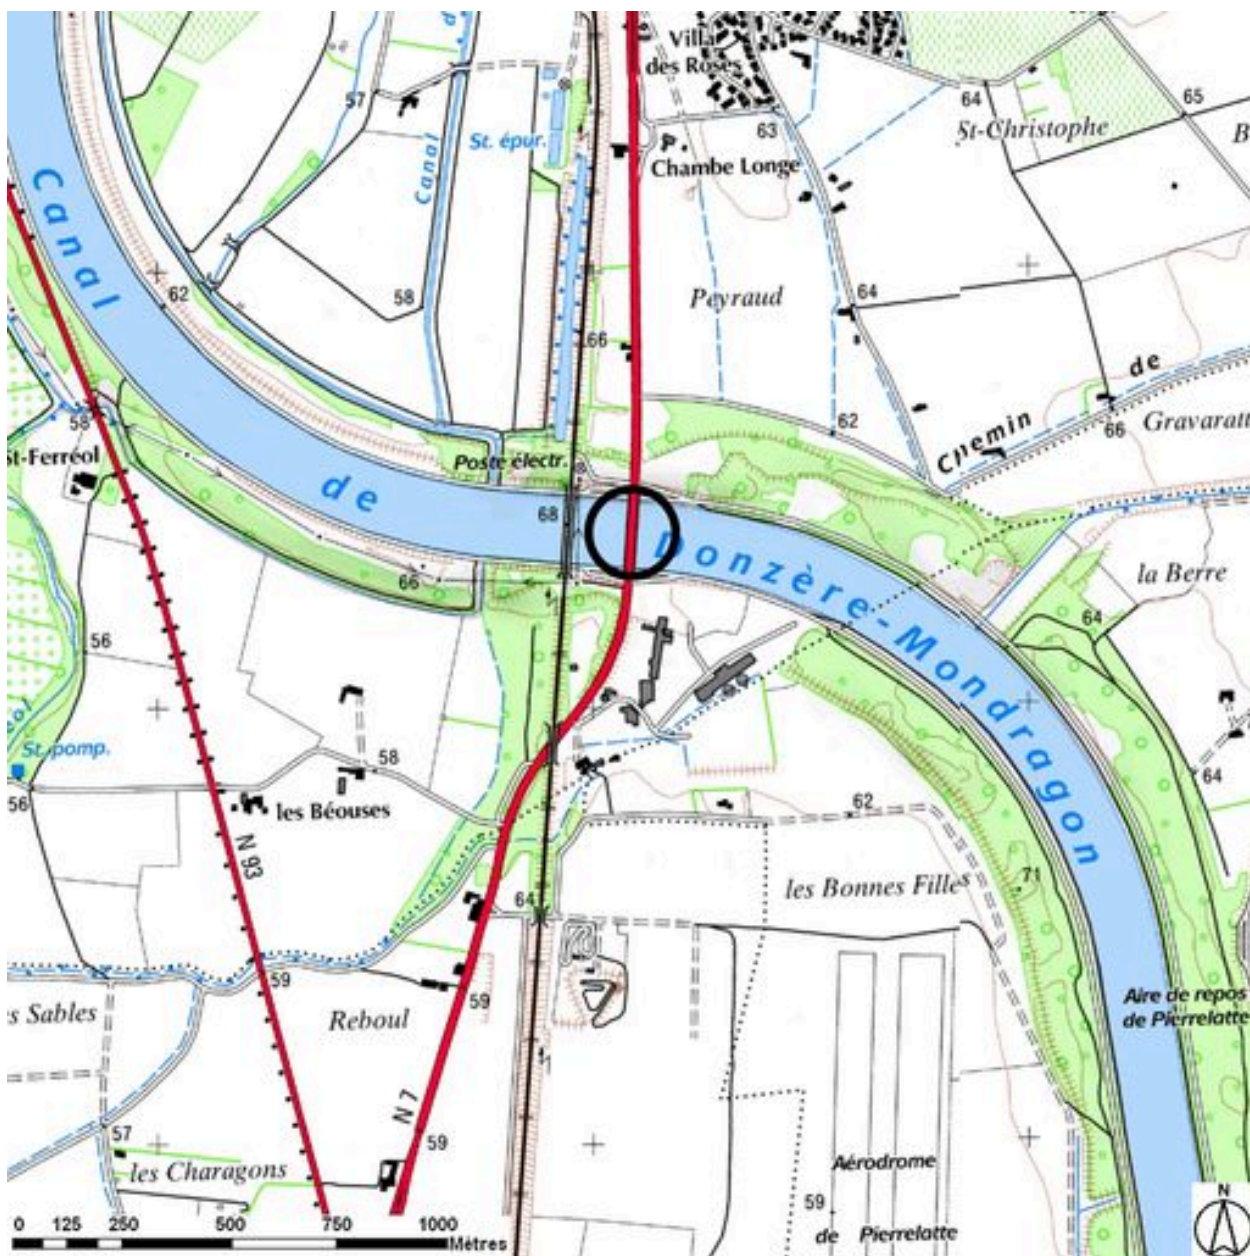 Villa
des Roses
57
Canal
d
64
65
St-Christophe
63
B
St. épur.
Chambe Longe
Canal
62
58
Peyraud
64
66
de
58
62
Chemin
66
Gravaratt
St-Ferréol
Poste électr.
de
68
Donzère-Mondragon
66
la Berre
56
64
St. pomp.
58
64
56
les Béouses
62
N 93
71
les Bonnes Filles
64
59
59
Aire de repos
de Pierrelatte
s Sables
Reboul
N 7
57
59
les Charagons
Aérodrome
59
de Pierrelatte
N
0 125 250 500 750 1000
Mètres